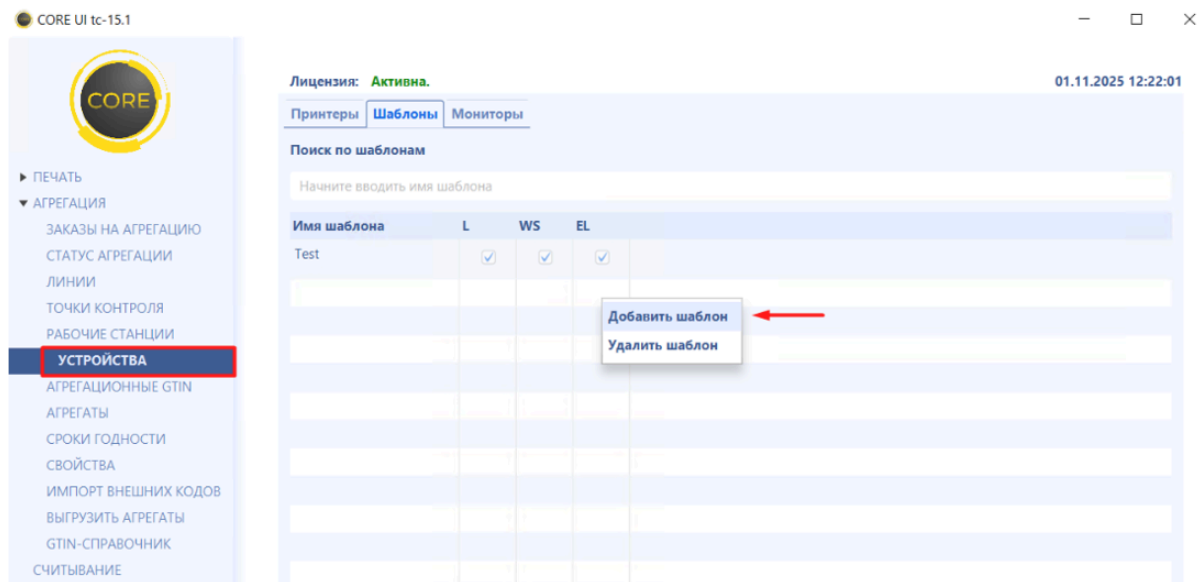 CORE UI tc-15.1
CORE
Лицензия: Активна.
01.11.2025 12:22:01
Принтеры Шаблоны Мониторы
Поиск по шаблонам
Начните вводить имя шаблона
Имя шаблона L WS EL
Test
Добавить шаблон
Удалить шаблон
ПЕЧАТЬ
АГРЕГАЦИЯ
ЗАКАЗЫ НА АГРЕГАЦИЮ
СТАТУС АГРЕГАЦИИ
ЛИНИИ
ТОЧКИ КОНТРОЛЯ
РАБОЧИЕ СТАНЦИИ
УСТРОЙСТВА
АГРЕГАЦИОННЫЕ GTIN
АГРЕГАТЫ
СРОКИ ГОДНОСТИ
СВОЙСТВА
ИМПОРТ ВНЕШНИХ КОДОВ
ВЫГРУЗИТЬ АГРЕГАТЫ
GTIN-СПРАВОЧНИК
СЧИТЫВАНИЕ